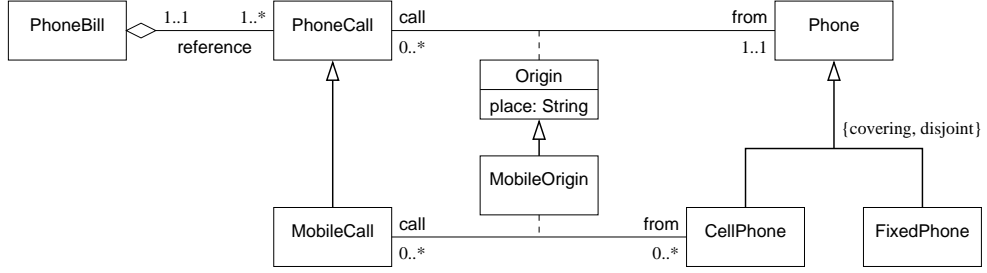 PhoneBill 1..1 1..* PhoneCall call from Phone
reference 0..* 1..1
Origin
place: String
{covering, disjoint}
MobileOrigin
MobileCall call from CellPhone FixedPhone
0..* 0..*